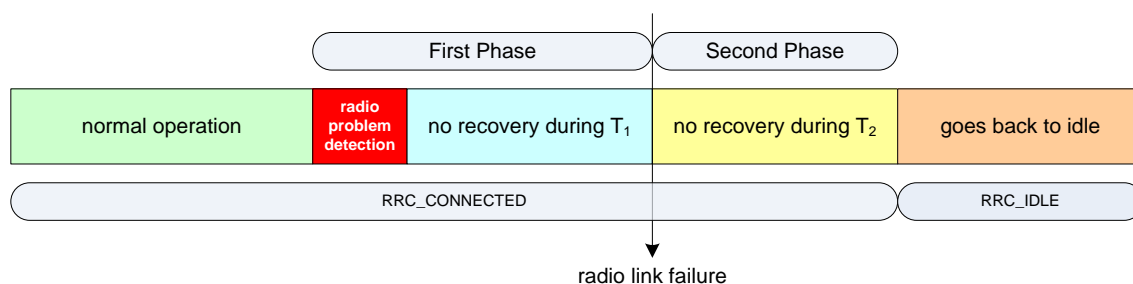 First Phase
Second Phase
normal operation
radio
problem
detection
no recovery during T₁
no recovery during T₂
goes back to idle
RRC_CONNECTED
RRC_IDLE
radio link failure